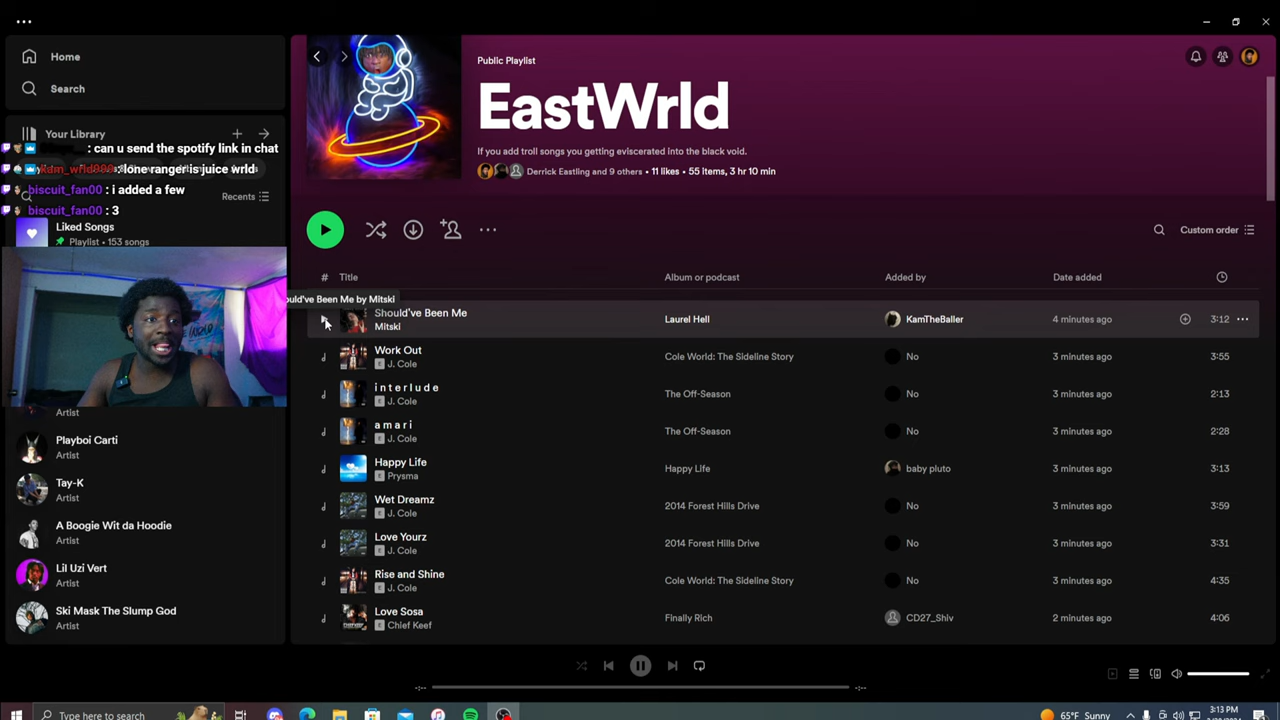 Home
Search
Your Library
: can u send the spotify link in chat
: lone ranger is juice wrld
biscuit_fan00 : i added a few
biscuit_fan00 : 3
Recents
Liked Songs
Playlist • 153 songs
Artist
Playboi Carti
Artist
Tay-K
Artist
A Boogie Wit da Hoodie
Artist
Lil Uzi Vert
Artist
Ski Mask The Slump God
Artist
Public Playlist
EastWrld
If you add troll songs you getting eviscerated into the black void.
Derrick Eastling and 9 others • 11 likes • 55 items, 3 hr 10 min
Custom order
# Title Album or podcast Added by Date added
ould've Been Me by Mitski
Should've Been Me
Mitski
Laurel Hell KamTheBaller 4 minutes ago 3:12
Work Out
E J. Cole
Cole World: The Sideline Story No 3 minutes ago 3:55
i n t e r l u d e
E J. Cole
The Off-Season No 3 minutes ago 2:13
a m a r i
E J. Cole
The Off-Season No 3 minutes ago 2:28
Happy Life
E Prysma
Happy Life baby pluto 3 minutes ago 3:13
Wet Dreamz
E J. Cole
2014 Forest Hills Drive No 3 minutes ago 3:59
Love Yourz
E J. Cole
2014 Forest Hills Drive No 3 minutes ago 3:31
Rise and Shine
E J. Cole
Cole World: The Sideline Story No 3 minutes ago 4:35
Love Sosa
E Chief Keef
Finally Rich CD27_Shiv 2 minutes ago 4:06
-:-- -:--
Type here to search
65°F Sunny
3:13 PM